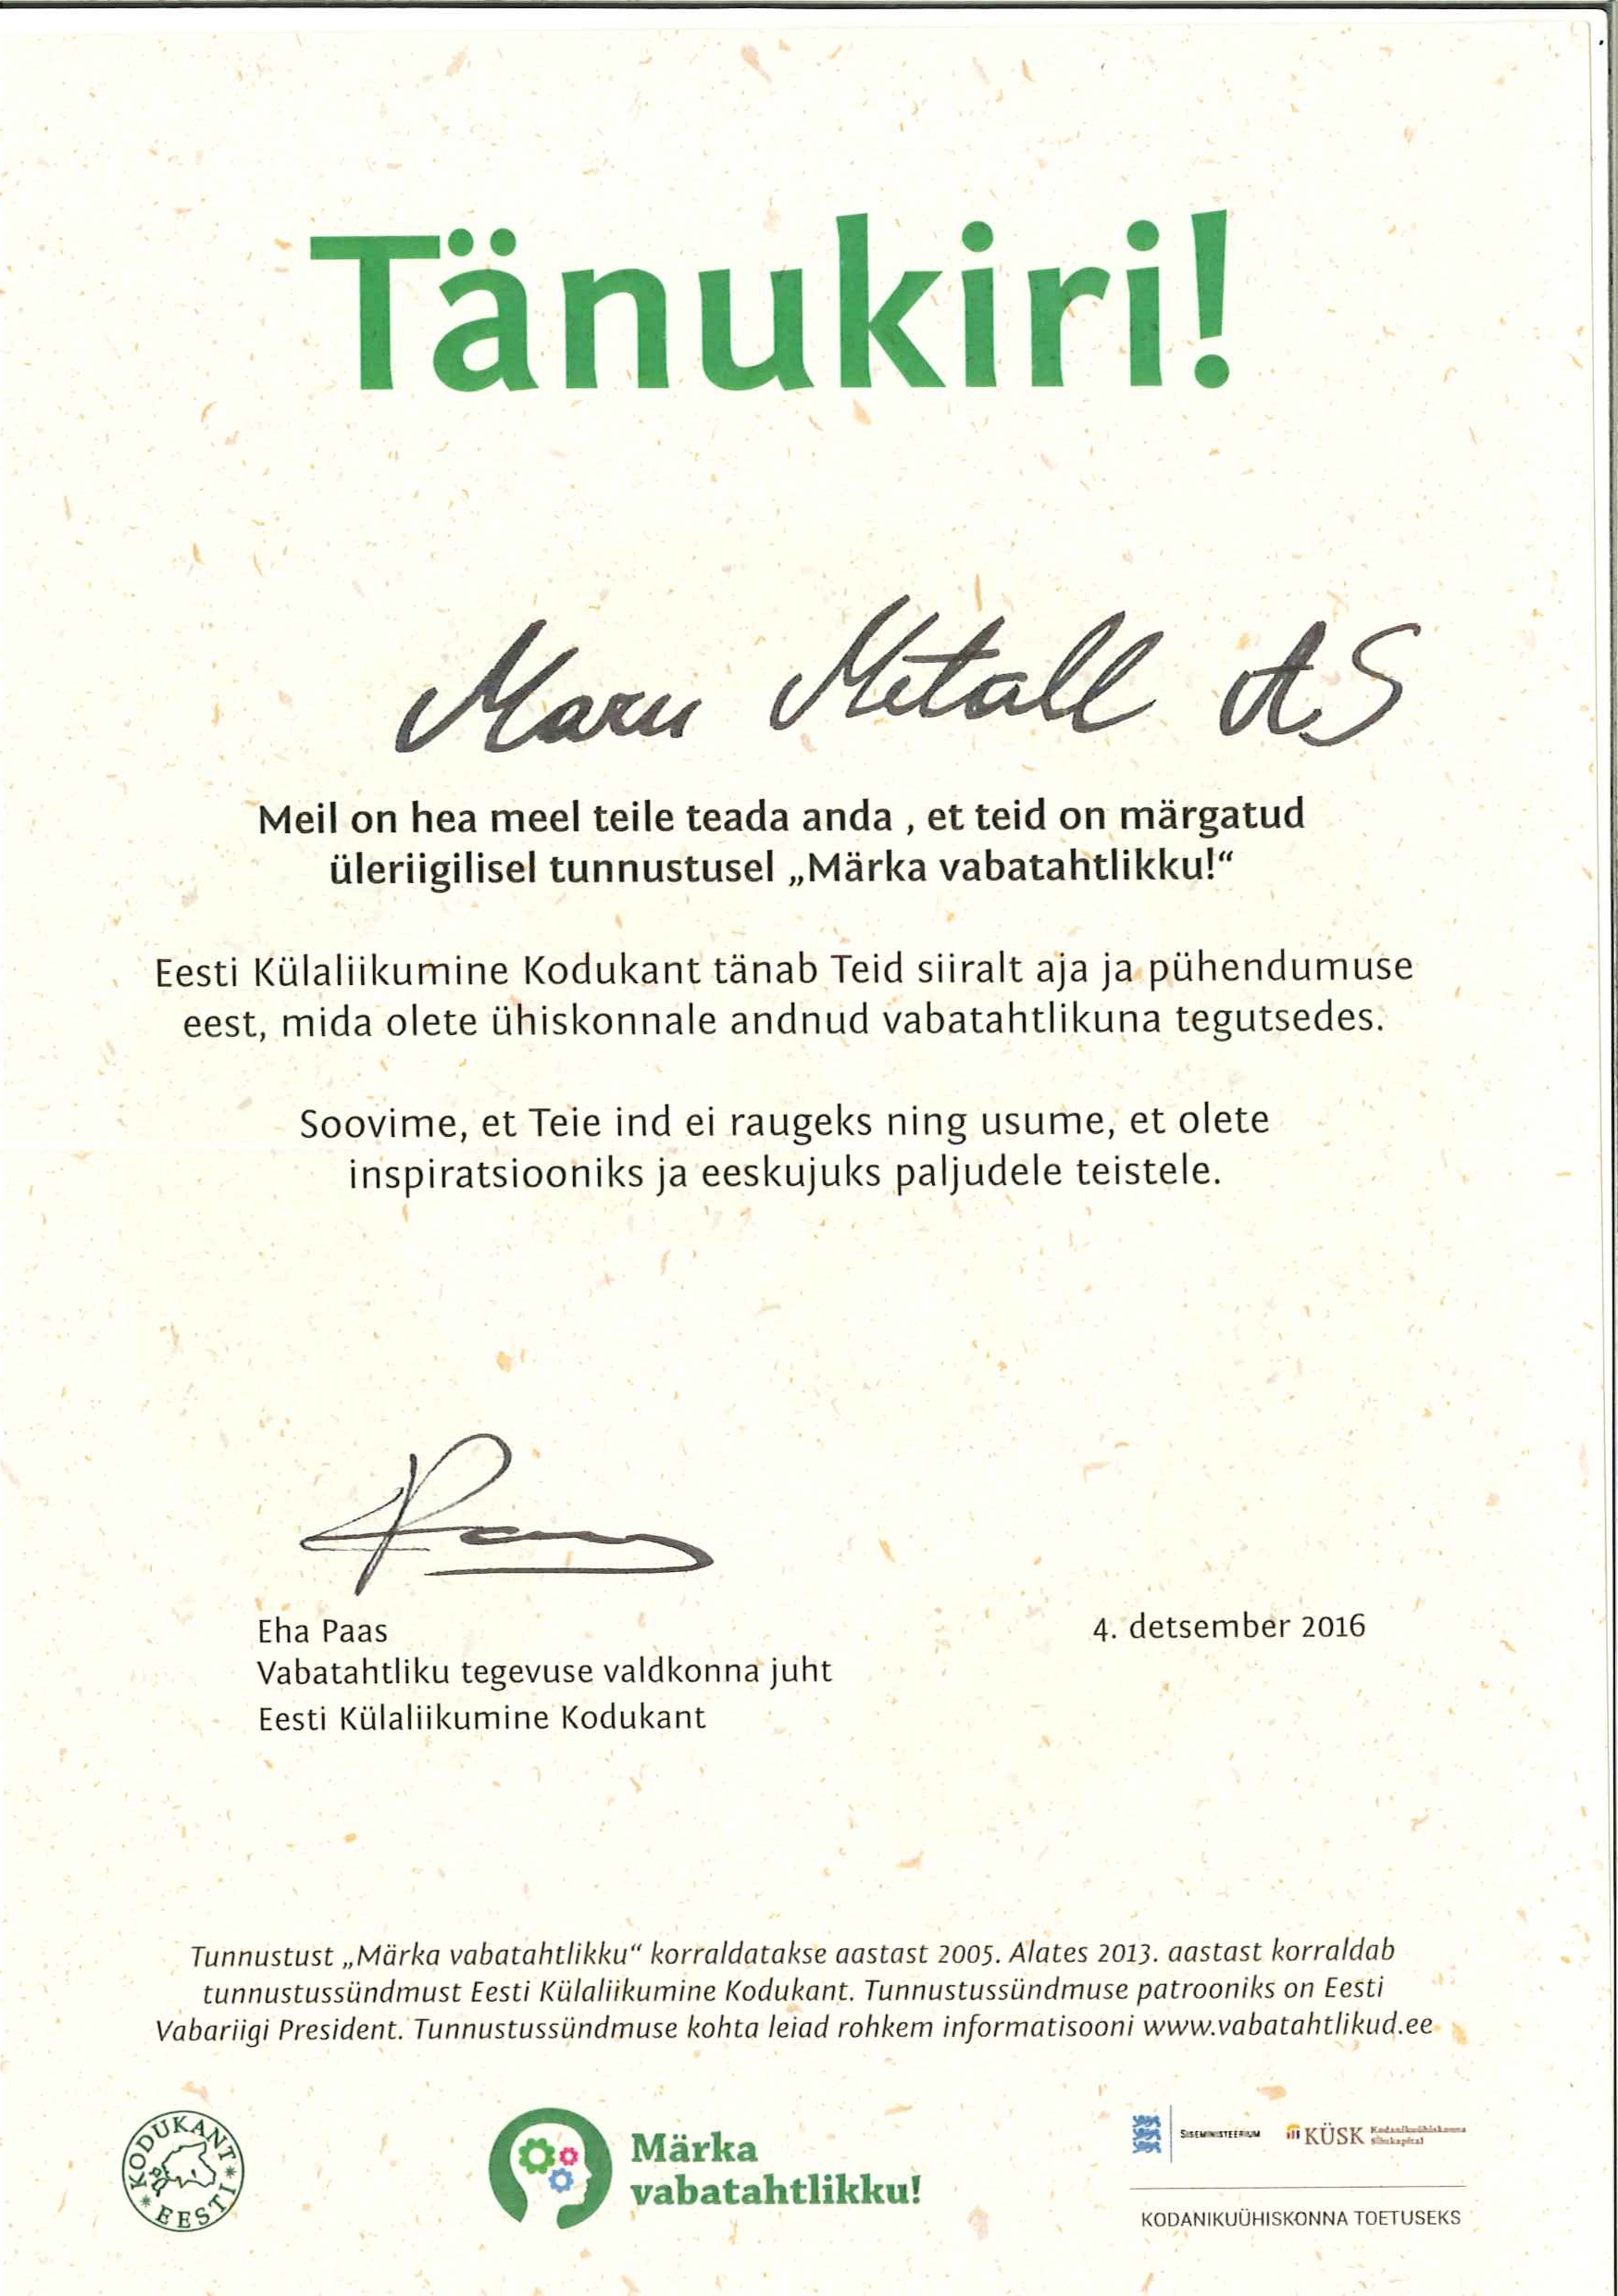 Tänukiri!
Maru Metall AS
Meil on hea meel teile teada anda , et teid on märgatud
üleriigilisel tunnustusel „Märka vabatahtlikku!“
Eesti Külaliikumine Kodukant tänab Teid siiralt aja ja pühendumuse
eest, mida olete ühiskonnale andnud vabatahtlikuna tegutsedes.
Soovime, et Teie ind ei raugeks ning usume, et olete
inspiratsiooniks ja eeskujuks paljudele teistele.
Eha Paas
4. detsember 2016
Vabatahtliku tegevuse valdkonna juht
Eesti Külaliikumine Kodukant
Tunnustust „Märka vabatahtlikku“ korraldatakse aastast 2005. Alates 2013. aastast korraldab
tunnustussündmust Eesti Külaliikumine Kodukant. Tunnustussündmuse patrooniks on Eesti
Vabariigi President. Tunnustussündmuse kohta leiad rohkem informatisooni www.vabatahtlikud.ee
KODUKANT
EESTI
Märka
vabatahtlikku!
SISEMINISTEERIUM
KÜSK Kodanikuühiskonna
Sihtkapital
KODANIKUÜHISKONNA TOETUSEKS